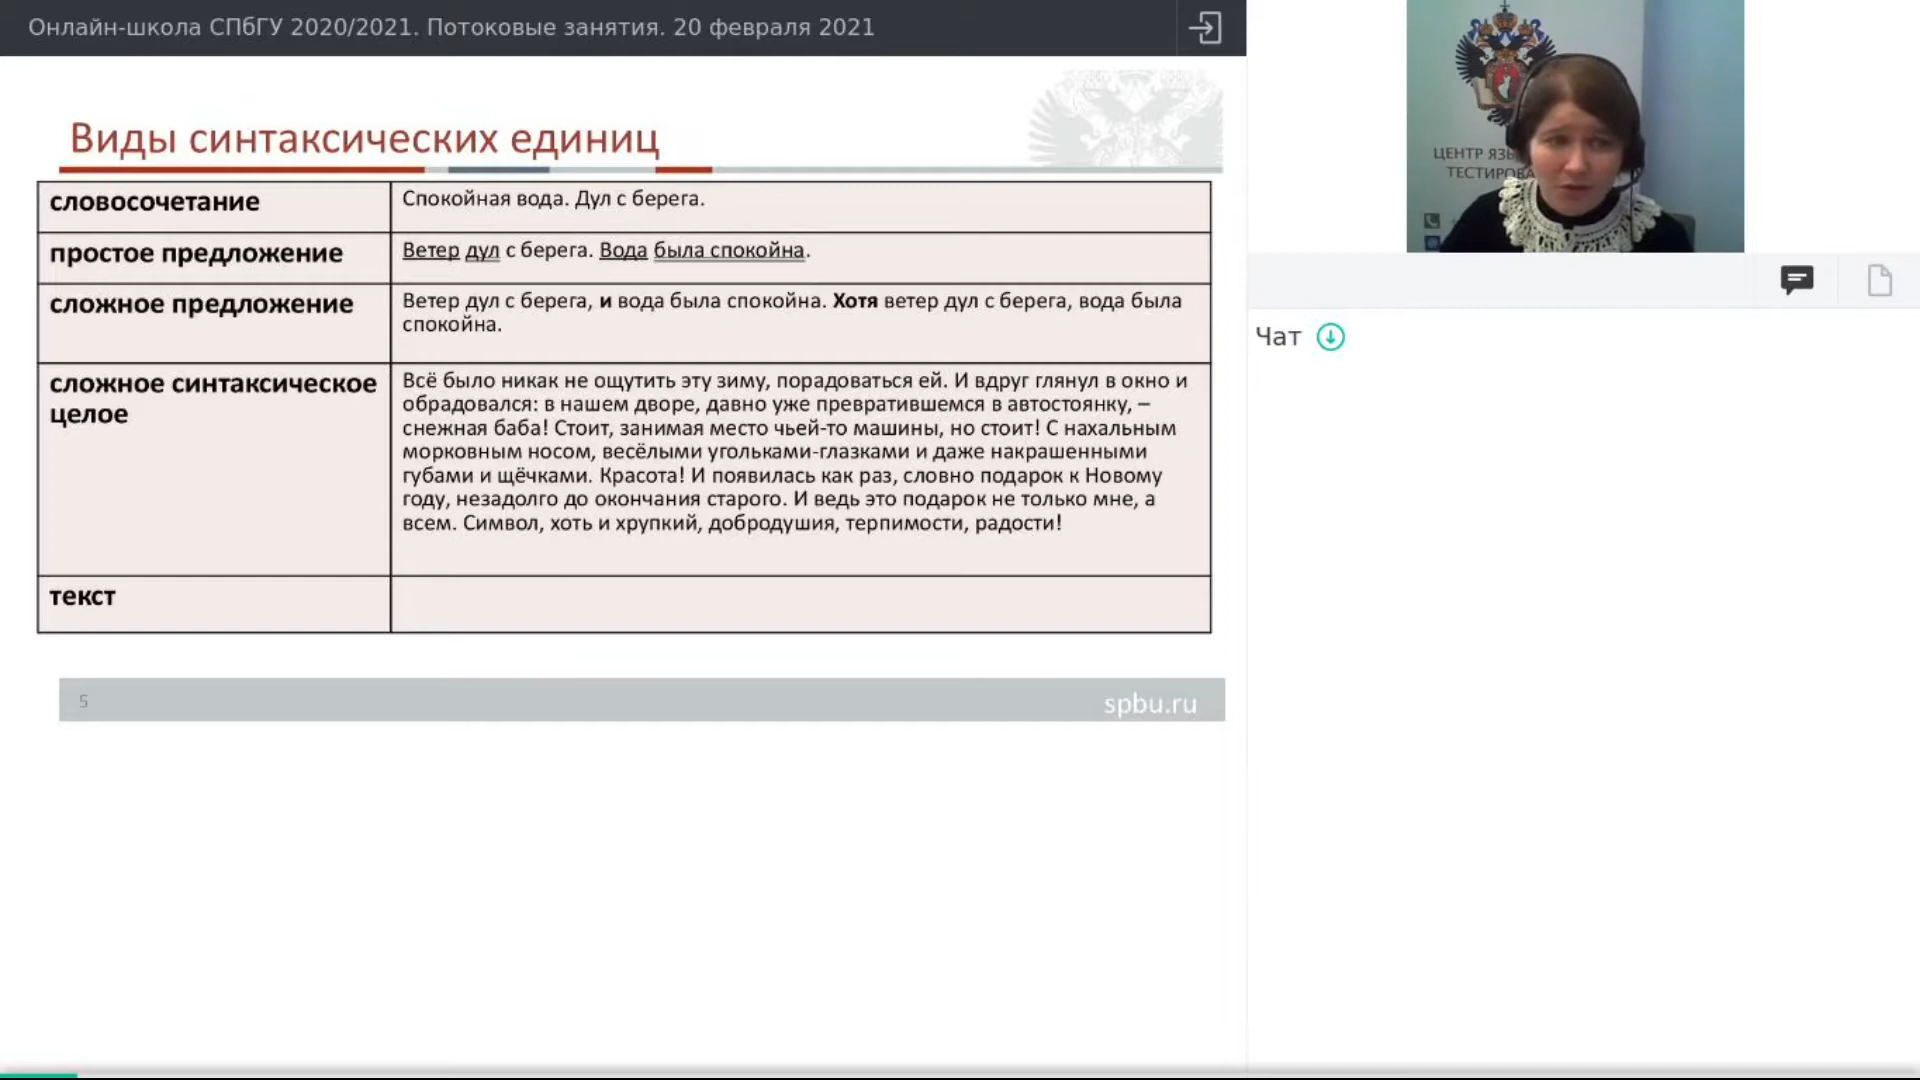 Онлайн-школа СПбГУ 2020/2021. Потоковые занятия. 20 февраля 2021
Виды синтаксических единиц
словосочетание
Спокойная вода. Дул с берега.
простое предложение
Ветер дул с берега. Вода была спокойна.
сложное предложение
Ветер дул с берега, и вода была спокойна. Хотя ветер дул с берега, вода была
спокойна.
сложное синтаксическое
целое
Всё было никак не ощутить эту зиму, порадоваться ей. И вдруг глянул в окно и
обрадовался: в нашем дворе, давно уже превратившемся в автостоянку, –
снежная баба! Стоит, занимая место чьей-то машины, но стоит! С нахальным
морковным носом, весёлыми угольками-глазками и даже накрашенными
губами и щёчками. Красота! И появилась как раз, словно подарок к Новому
году, незадолго до окончания старого. И ведь это подарок не только мне, а
всем. Символ, хоть и хрупкий, добродушия, терпимости, радости!
текст
5
spbu.ru
ЦЕНТР
Чат